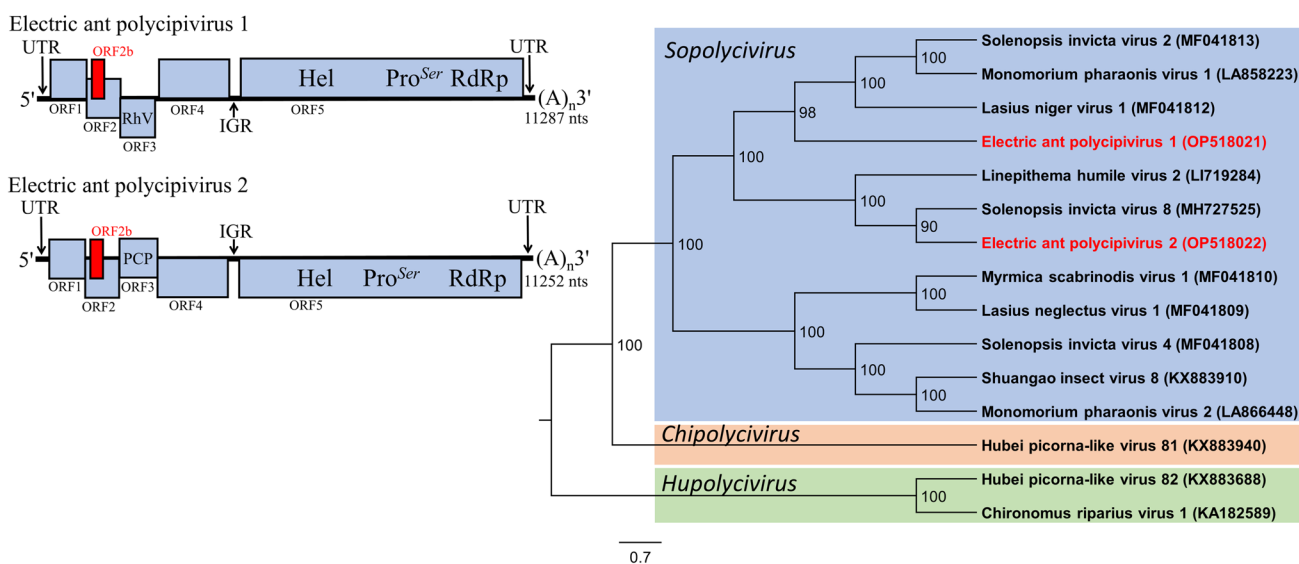 Electric ant polycipivirus 1
UTR
ORF2b
UTR
Hel
Pro^Ser
RdRp
5'
(A)n3'
ORF1
ORF2
RhV
ORF3
ORF4
IGR
ORF5
11287 nts
Electric ant polycipivirus 2
UTR
ORF2b
IGR
UTR
5'
PCP
Hel
Pro^Ser
RdRp
(A)n3'
ORF1
ORF2
ORF3
ORF4
ORF5
11252 nts
Sopolycivirus
Solenopsis invicta virus 2 (MF041813)
100
Monomorium pharaonis virus 1 (LA858223)
100
Lasius niger virus 1 (MF041812)
98
Electric ant polycipivirus 1 (OP518021)
100
Linepithema humile virus 2 (LI719284)
100
Solenopsis invicta virus 8 (MH727525)
90
Electric ant polycipivirus 2 (OP518022)
100
Myrmica scabrinodis virus 1 (MF041810)
100
Lasius neglectus virus 1 (MF041809)
100
Solenopsis invicta virus 4 (MF041808)
100
Shuangao insect virus 8 (KX883910)
100
Monomorium pharaonis virus 2 (LA866448)
100
Chipolycivirus
Hubei picorna-like virus 81 (KX883940)
Hupolycivirus
Hubei picorna-like virus 82 (KX883688)
100
Chironomus riparius virus 1 (KA182589)
0.7